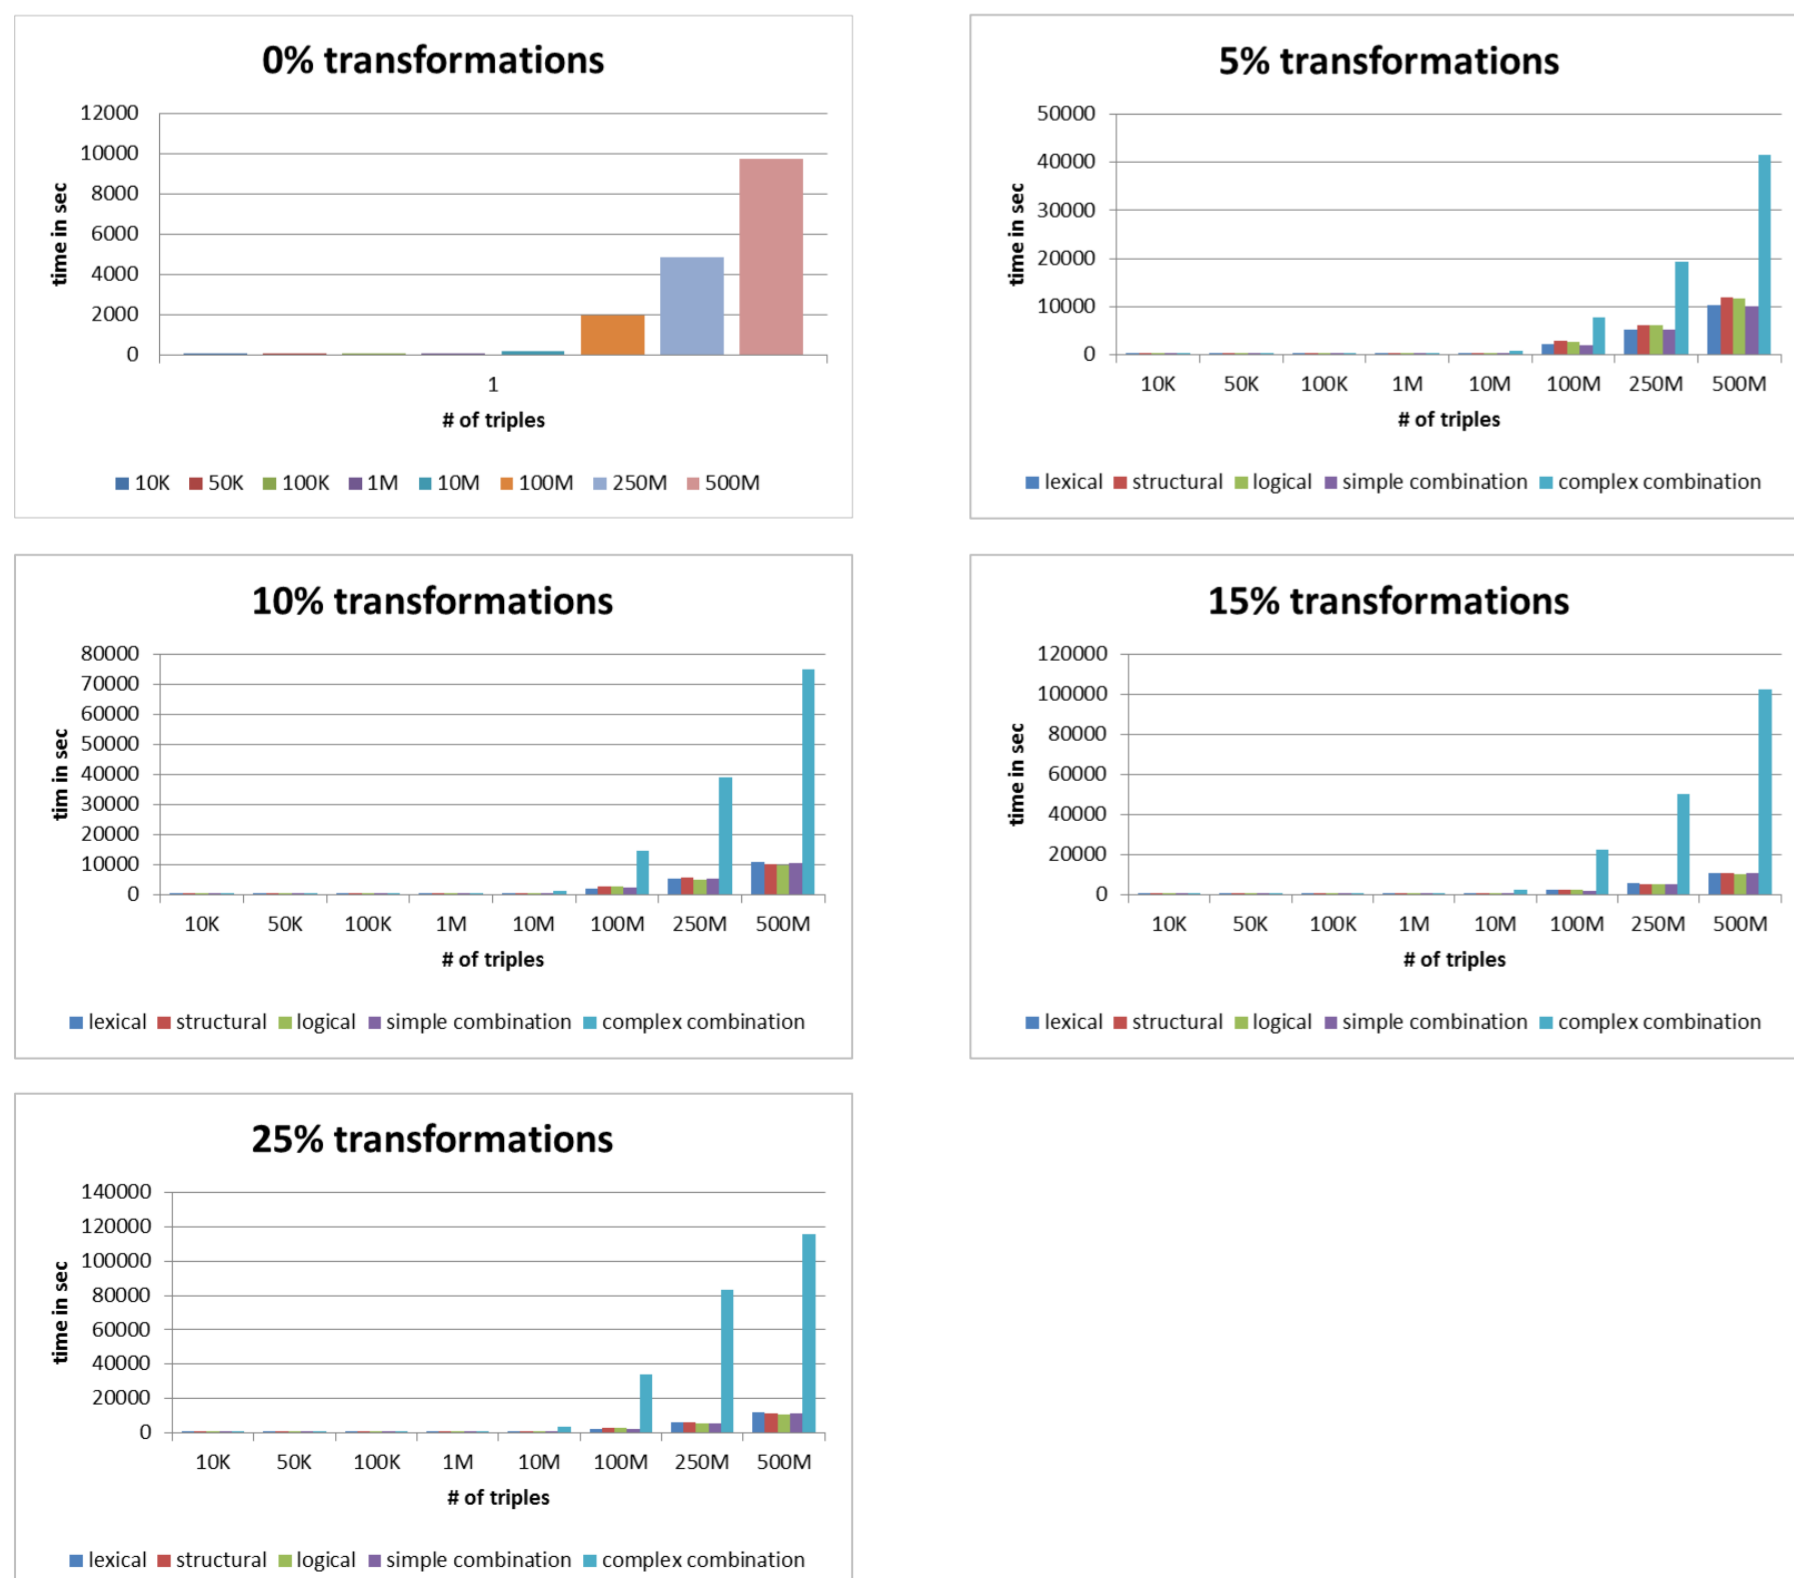 0% transformations
12000
10000
8000
6000
4000
2000
0
time in sec
1
# of triples
10K 50K 100K 1M 10M 100M 250M 500M
5% transformations
50000
40000
30000
20000
10000
0
time in sec
10K 50K 100K 1M 10M 100M 250M 500M
# of triples
lexical structural logical simple combination complex combination
10% transformations
80000
70000
60000
50000
40000
30000
20000
10000
0
tim in sec
10K 50K 100K 1M 10M 100M 250M 500M
# of triples
lexical structural logical simple combination complex combination
15% transformations
120000
100000
80000
60000
40000
20000
0
time in sec
10K 50K 100K 1M 10M 100M 250M 500M
# of triples
lexical structural logical simple combination complex combination
25% transformations
140000
120000
100000
80000
60000
40000
20000
0
time in sec
10K 50K 100K 1M 10M 100M 250M 500M
# of triples
lexical structural logical simple combination complex combination